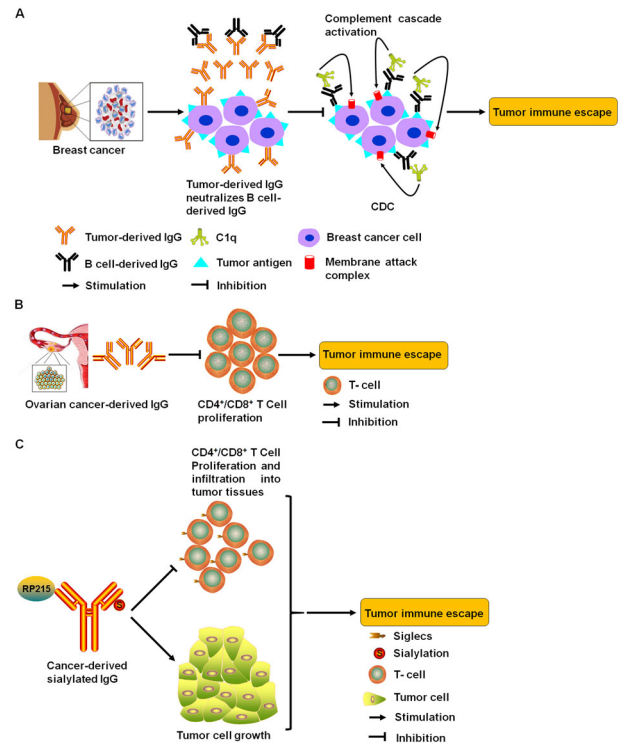 A
Complement cascade
activation
Tumor immune escape
Breast cancer
Tumor-derived IgG
neutralizes B cell-
derived IgG
CDC
Tumor-derived IgG
C1q
Breast cancer cell
B cell-derived IgG
Tumor antigen
Membrane attack
complex
Stimulation
Inhibition
B
Tumor immune escape
Ovarian cancer-derived IgG
CD4⁺/CD8⁺ T Cell
proliferation
T- cell
Stimulation
Inhibition
C
CD4⁺/CD8⁺ T Cell
Proliferation and
infiltration into
tumor tissues
RP215
S
Cancer-derived
sialylated IgG
Tumor immune escape
Siglecs
S Sialylation
T- cell
Tumor cell
Stimulation
Inhibition
Tumor cell growth